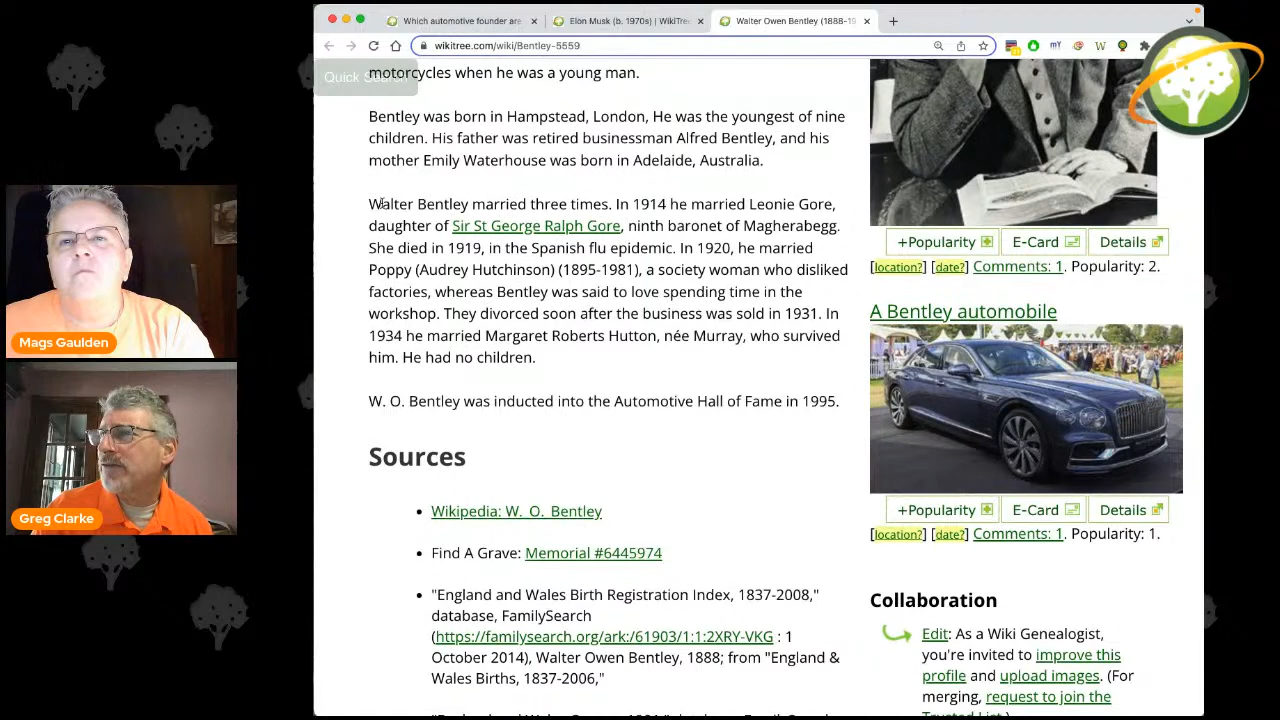 Which automotive founder are
Elon Musk (b. 1970s) | WikiTre
Walter Owen Bentley (1888-19
wikitree.com/wiki/Bentley-5559
Quick Search
motorcycles when he was a young man.
Bentley was born in Hampstead, London, He was the youngest of nine
children. His father was retired businessman Alfred Bentley, and his
mother Emily Waterhouse was born in Adelaide, Australia.
Walter Bentley married three times. In 1914 he married Leonie Gore,
daughter of Sir St George Ralph Gore, ninth baronet of Magherabegg.
She died in 1919, in the Spanish flu epidemic. In 1920, he married
Poppy (Audrey Hutchinson) (1895-1981), a society woman who disliked
factories, whereas Bentley was said to love spending time in the
workshop. They divorced soon after the business was sold in 1931. In
1934 he married Margaret Roberts Hutton, née Murray, who survived
him. He had no children.
W. O. Bentley was inducted into the Automotive Hall of Fame in 1995.
Sources
• Wikipedia: W. O. Bentley
• Find A Grave: Memorial #6445974
• "England and Wales Birth Registration Index, 1837-2008,"
database, FamilySearch
(https://familysearch.org/ark:/61903/1:1:2XRY-VKG : 1
October 2014), Walter Owen Bentley, 1888; from "England &
Wales Births, 1837-2006,"
+Popularity E-Card Details
[location?] [date?] Comments: 1. Popularity: 2.
A Bentley automobile
+Popularity E-Card Details
[location?] [date?] Comments: 1. Popularity: 1.
Collaboration
Edit: As a Wiki Genealogist,
you're invited to improve this
profile and upload images. (For
merging, request to join the
Trusted List.)
Mags Gaulden
Greg Clarke